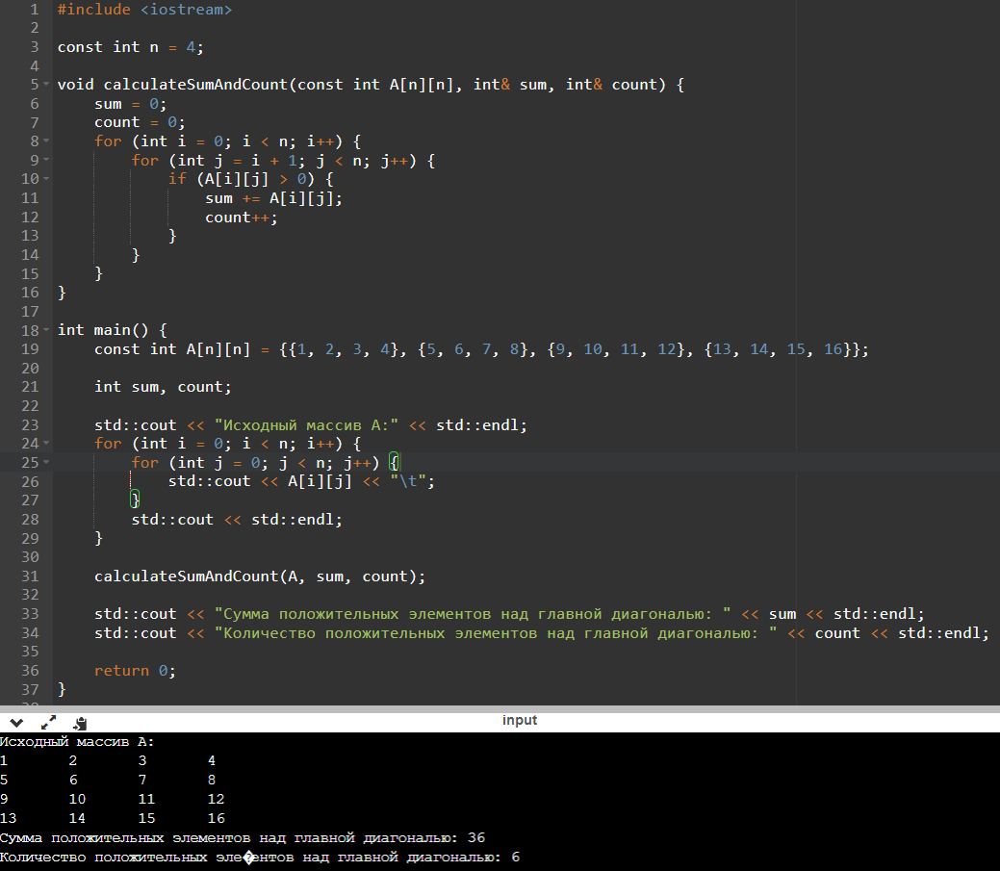 1 #include <iostream>
2
3 const int n = 4;
4
5 void calculateSumAndCount(const int A[n][n], int& sum, int& count) {
6     sum = 0;
7     count = 0;
8     for (int i = 0; i < n; i++) {
9         for (int j = i + 1; j < n; j++) {
10             if (A[i][j] > 0) {
11                 sum += A[i][j];
12                 count++;
13             }
14         }
15     }
16 }
17
18 int main() {
19     const int A[n][n] = {{1, 2, 3, 4}, {5, 6, 7, 8}, {9, 10, 11, 12}, {13, 14, 15, 16}};
20
21     int sum, count;
22
23     std::cout << "Исходный массив A:" << std::endl;
24     for (int i = 0; i < n; i++) {
25         for (int j = 0; j < n; j++) {
26             std::cout << A[i][j] << "\t";
27         }
28         std::cout << std::endl;
29     }
30
31     calculateSumAndCount(A, sum, count);
32
33     std::cout << "Сумма положительных элементов над главной диагональю: " << sum << std::endl;
34     std::cout << "Количество положительных элементов над главной диагональю: " << count << std::endl;
35
36     return 0;
37 }
38
input
Исходный массив A:
1 2 3 4
5 6 7 8
9 10 11 12
13 14 15 16
Сумма положительных элементов над главной диагональю: 36
Количество положительных эле�ентов над главной диагональю: 6